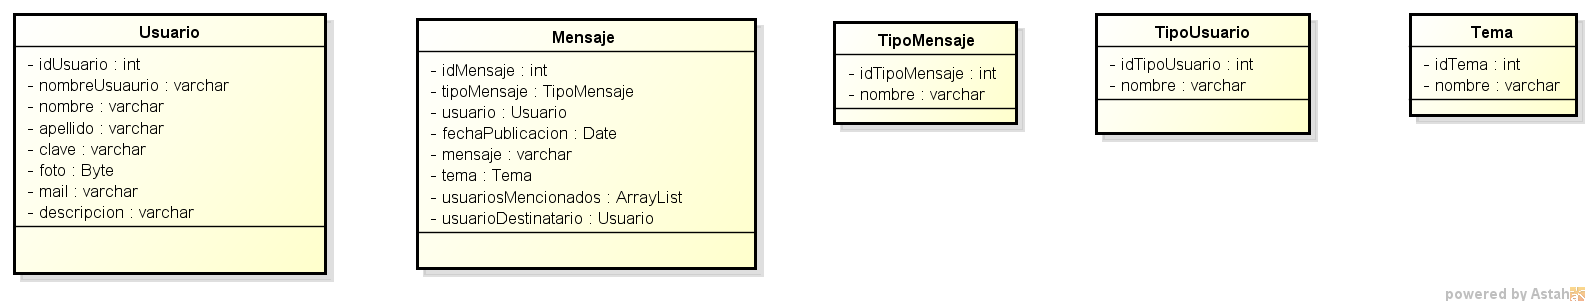 Usuario
- idUsuario : int
- nombreUsuaurio : varchar
- nombre : varchar
- apellido : varchar
- clave : varchar
- foto : Byte
- mail : varchar
- descripcion : varchar
Mensaje
- idMensaje : int
- tipoMensaje : TipoMensaje
- usuario : Usuario
- fechaPublicacion : Date
- mensaje : varchar
- tema : Tema
- usuariosMencionados : ArrayList
- usuarioDestinatario : Usuario
TipoMensaje
- idTipoMensaje : int
- nombre : varchar
TipoUsuario
- idTipoUsuario : int
- nombre : varchar
Tema
- idTema : int
- nombre : varchar
powered by Astah